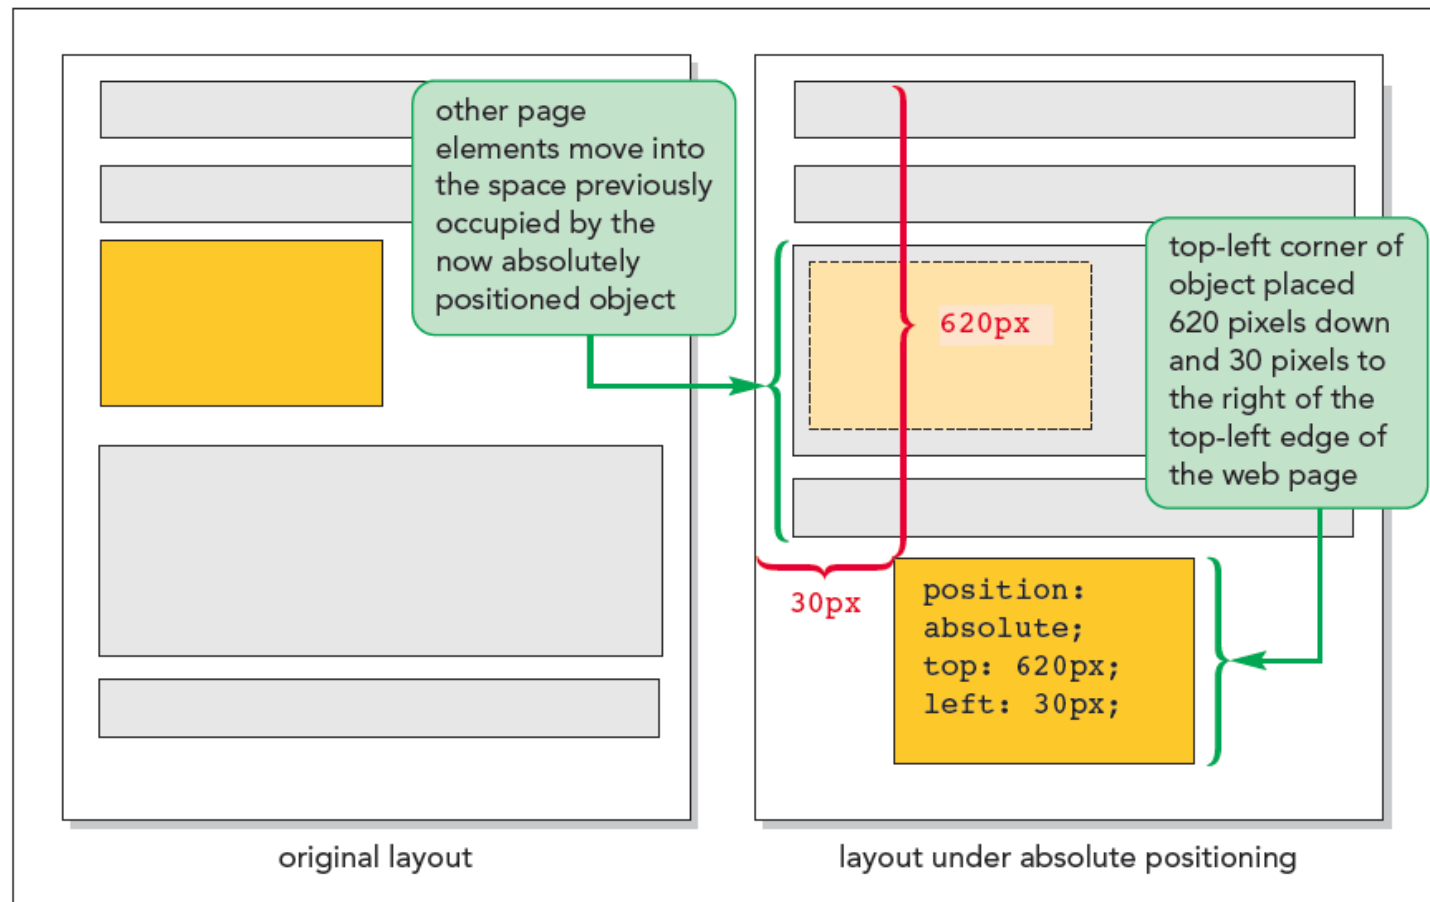 other page
elements move into
the space previously
occupied by the
now absolutely
positioned object
620px
top-left corner of
object placed
620 pixels down
and 30 pixels to
the right of the
top-left edge of
the web page
30px
position:
absolute;
top: 620px;
left: 30px;
original layout
layout under absolute positioning